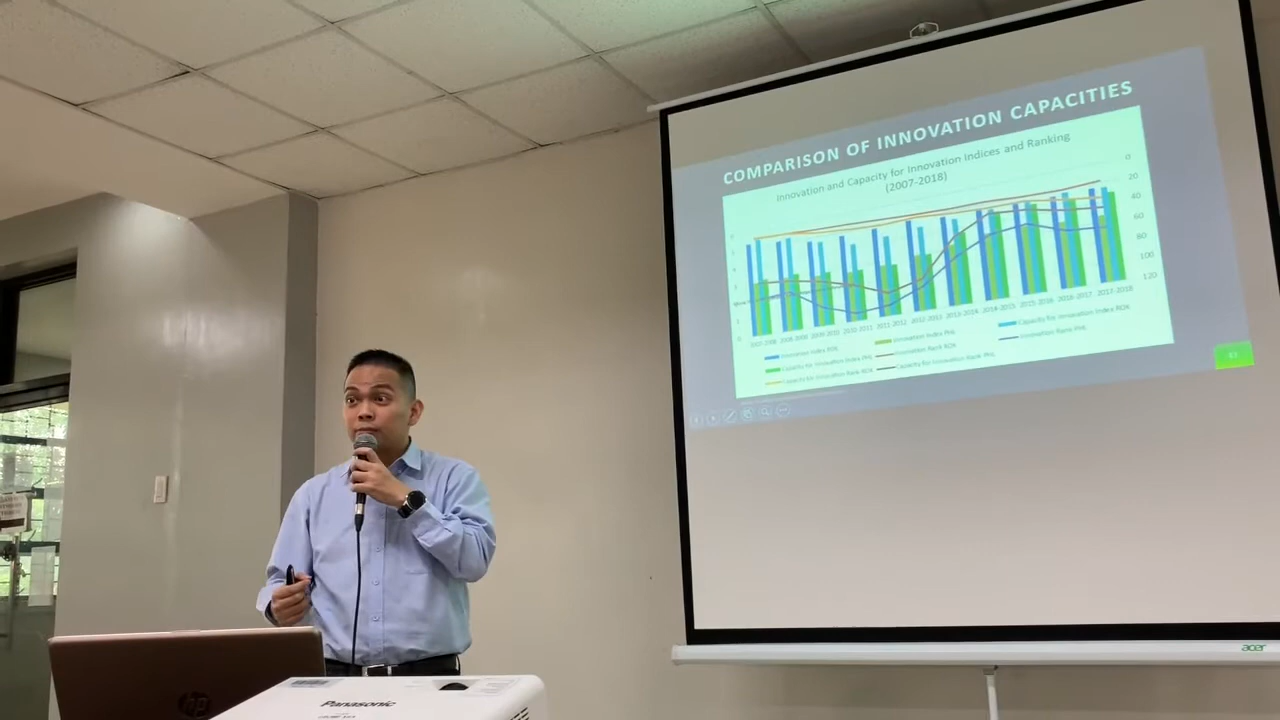 COMPARISON OF INNOVATION CAPACITIES
Innovation and Capacity for Innovation Indices and Ranking
(2007-2018)
0
20
40
60
80
100
120
2007-2008 2008-2009 2009-2010 2010-2011 2011-2012 2012-2013 2013-2014 2014-2015 2015-2016 2016-2017 2017-2018
Innovation Index ROK
Innovation Index PHL
Capacity for Innovation Index ROK
Capacity for Innovation Index PHL
Innovation Rank ROK
Innovation Rank PHL
Capacity for Innovation Rank ROK
Capacity for Innovation Rank PHL
acer
hp
Panasonic